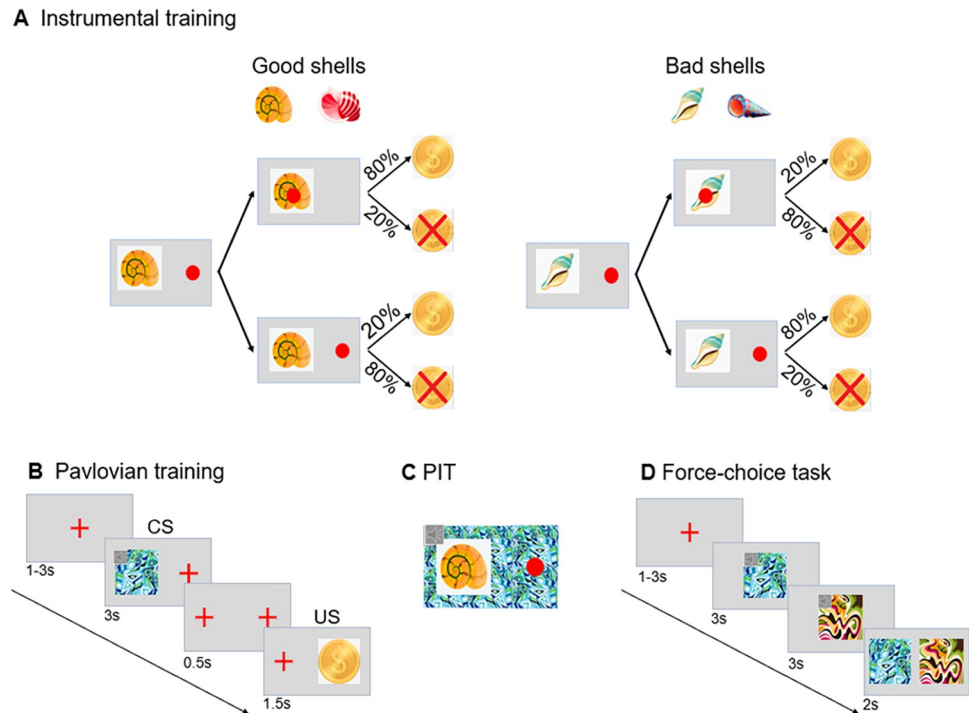 A Instrumental training
Good shells
Bad shells
80%
20%
20%
80%
20%
80%
80%
20%
B Pavlovian training
C PIT
D Force-choice task
CS
1-3s
3s
0.5s
US
1.5s
1-3s
3s
3s
2s